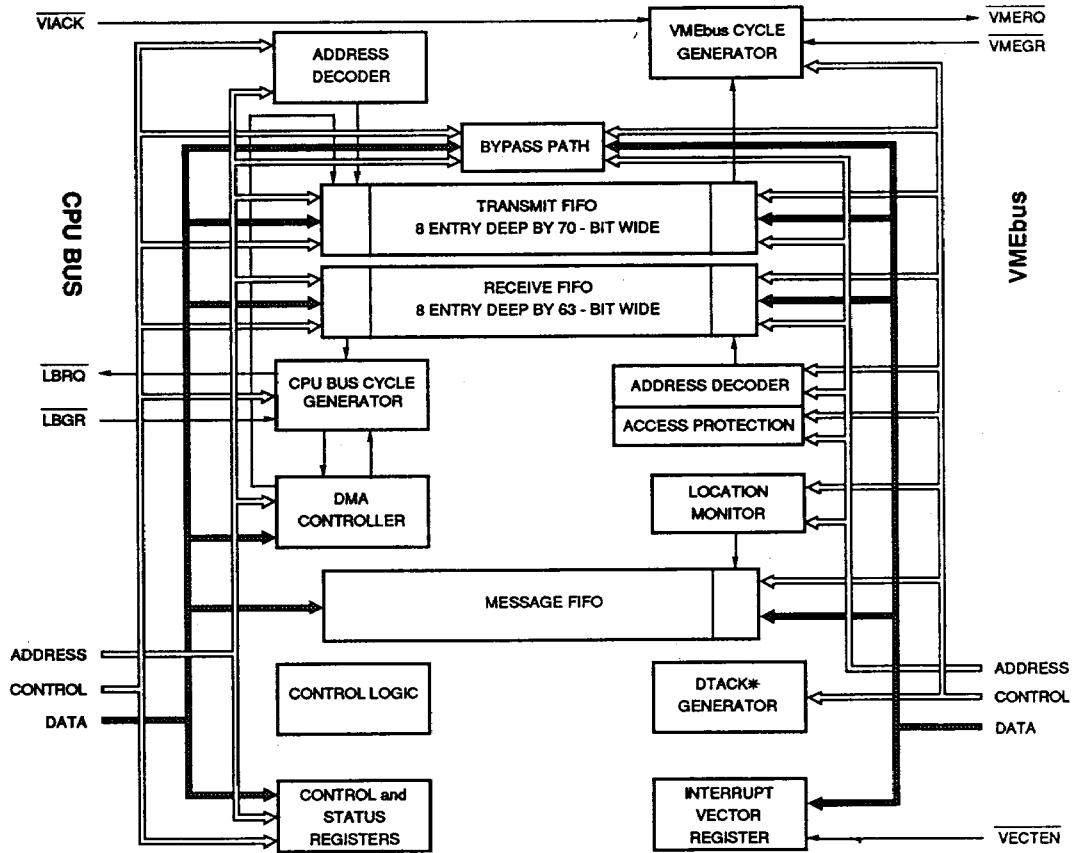 VIACK
ADDRESS
DECODER
VMEbus CYCLE
GENERATOR
VMERQ
VMEGR
BYPASS PATH
CPU BUS
VMEbus
TRANSMIT FIFO
8 ENTRY DEEP BY 70 - BIT WIDE
RECEIVE FIFO
8 ENTRY DEEP BY 63 - BIT WIDE
LBRQ
LBGR
CPU BUS CYCLE
GENERATOR
ADDRESS DECODER
ACCESS PROTECTION
DMA
CONTROLLER
LOCATION
MONITOR
MESSAGE FIFO
ADDRESS
CONTROL
DATA
CONTROL LOGIC
DTACK*
GENERATOR
ADDRESS
CONTROL
DATA
CONTROL and
STATUS
REGISTERS
INTERRUPT
VECTOR
REGISTER
VECTEN